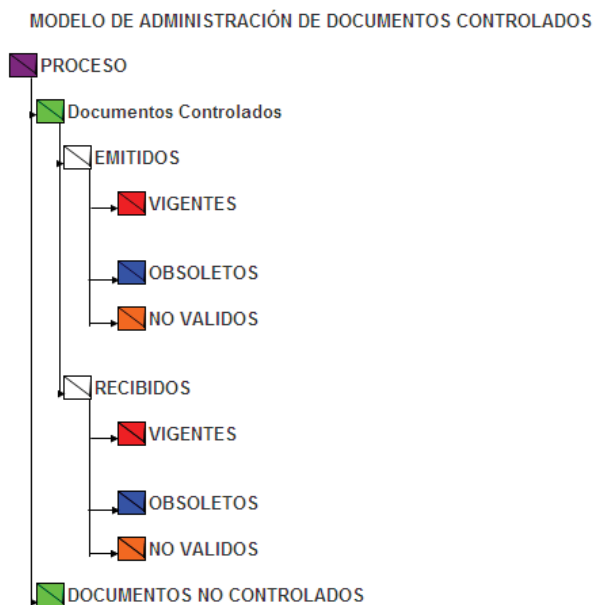 MODELO DE ADMINISTRACIÓN DE DOCUMENTOS CONTROLADOS
PROCESO
Documentos Controlados
EMITIDOS
VIGENTES
OBSOLETOS
NO VALIDOS
RECIBIDOS
VIGENTES
OBSOLETOS
NO VALIDOS
DOCUMENTOS NO CONTROLADOS